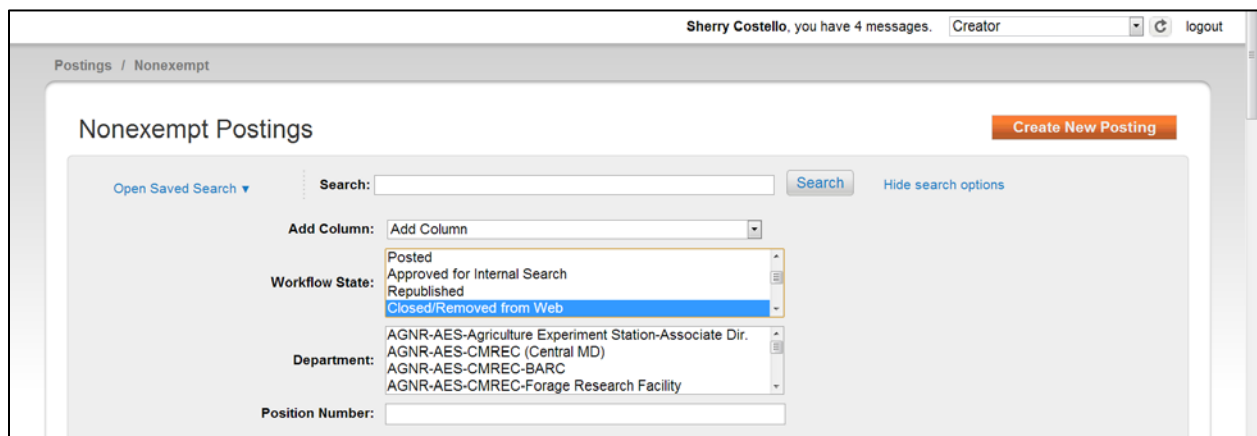 Sherry Costello, you have 4 messages. Creator logout
Postings / Nonexempt
Nonexempt Postings Create New Posting
Open Saved Search ▼ Search: Search Hide search options
Add Column: Add Column
Workflow State:
Posted
Approved for Internal Search
Republished
Closed/Removed from Web
Department:
AGNR-AES-Agriculture Experiment Station-Associate Dir.
AGNR-AES-CMREC (Central MD)
AGNR-AES-CMREC-BARC
AGNR-AES-CMREC-Forage Research Facility
Position Number: